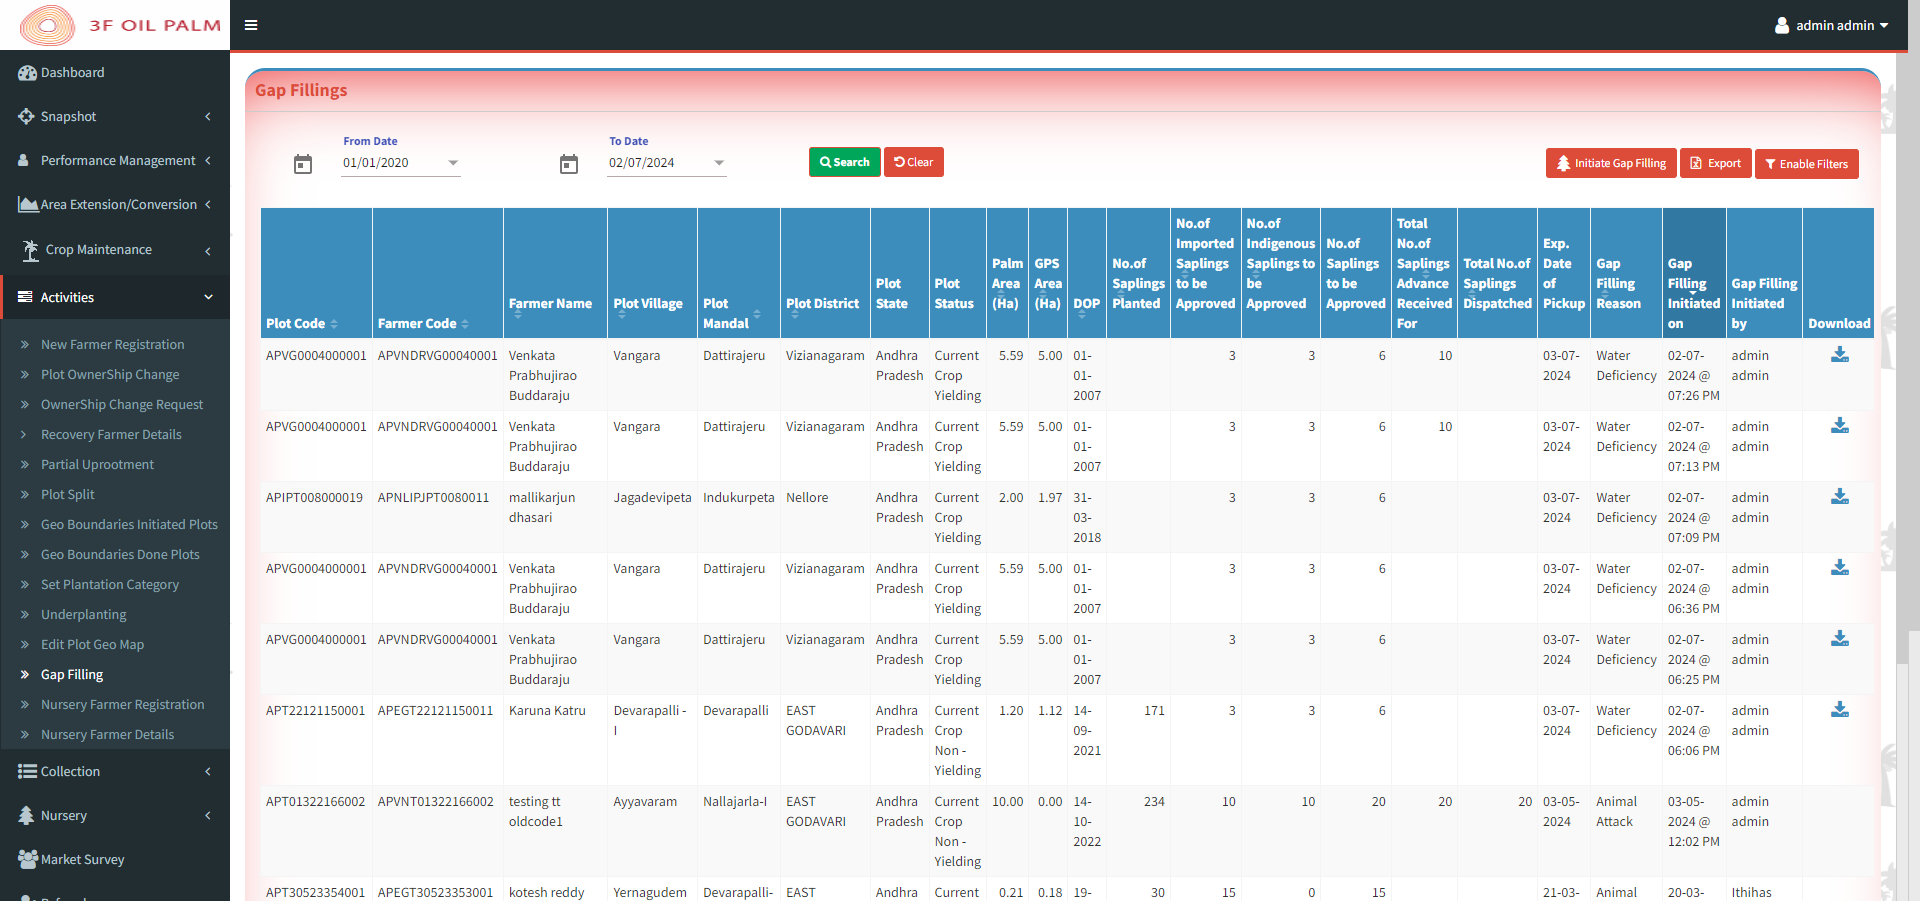 3F OIL PALM
admin admin
Dashboard
Snapshot
Performance Management
Area Extension/Conversion
Crop Maintenance
Activities
New Farmer Registration
Plot OwnerShip Change
OwnerShip Change Request
Recovery Farmer Details
Partial Uprootment
Plot Split
Geo Boundaries Initiated Plots
Geo Boundaries Done Plots
Set Plantation Category
Underplanting
Edit Plot Geo Map
Gap Filling
Nursery Farmer Registration
Nursery Farmer Details
Collection
Nursery
Market Survey
Gap Fillings
From Date
01/01/2020
To Date
02/07/2024
Search
Clear
Initiate Gap Filling
Export
Enable Filters
Plot Code
Farmer Code
Farmer Name
Plot Village
Plot
Mandal
Plot District
Plot
State
Plot
Status
Palm
Area
(Ha)
GPS
Area
(Ha)
DOP
No.of
Saplings
Planted
No.of
Imported
Saplings
to be
Approved
No.of
Indigenous
Saplings to
be
Approved
No.of
Saplings
to be
Approved
Total
No.of
Saplings
Advance
Received
For
Total No.of
Saplings
Dispatched
Exp.
Date
of
Pickup
Gap
Filling
Reason
Gap
Filling
Initiated
on
Gap Filling
Initiated
by
Download
APVG0004000001 APVNDRVG00040001 Venkata Vangara Dattirajeru Vizianagaram Andhra Current 5.59 5.00 01- 3 3 6 10 03-07- Water 02-07- admin
Prabhujirao Pradesh Crop 01- 2024 Deficiency 2024 @ admin
Buddaraju Yielding 2007 07:26 PM
APVG0004000001 APVNDRVG00040001 Venkata Vangara Dattirajeru Vizianagaram Andhra Current 5.59 5.00 01- 3 3 6 10 03-07- Water 02-07- admin
Prabhujirao Pradesh Crop 01- 2024 Deficiency 2024 @ admin
Buddaraju Yielding 2007 07:13 PM
APIPT008000019 APNLIPJPT0080011 mallikarjun Jagadevipeta Indukurpeta Nellore Andhra Current 2.00 1.97 31- 3 3 6 03-07- Water 02-07- admin
dhasari Pradesh Crop 03- 2024 Deficiency 2024 @ admin
Yielding 2018 07:09 PM
APVG0004000001 APVNDRVG00040001 Venkata Vangara Dattirajeru Vizianagaram Andhra Current 5.59 5.00 01- 3 3 6 03-07- Water 02-07- admin
Prabhujirao Pradesh Crop 01- 2024 Deficiency 2024 @ admin
Buddaraju Yielding 2007 06:36 PM
APVG0004000001 APVNDRVG00040001 Venkata Vangara Dattirajeru Vizianagaram Andhra Current 5.59 5.00 01- 3 3 6 03-07- Water 02-07- admin
Prabhujirao Pradesh Crop 01- 2024 Deficiency 2024 @ admin
Buddaraju Yielding 2007 06:25 PM
APT22121150001 APEGT22121150011 Karuna Katru Devarapalli - Devarapalli EAST Andhra Current 1.20 1.12 14- 171 3 3 6 03-07- Water 02-07- admin
I GODAVARI Pradesh Crop 09- 2024 Deficiency 2024 @ admin
Non - 2021 06:06 PM
Yielding
APT01322166002 APVNT01322166002 testing tt Ayyavaram Nallajarla-I EAST Andhra Current 10.00 0.00 14- 234 10 10 20 20 20 03-05- Animal 03-05- admin
oldcode1 GODAVARI Pradesh Crop 10- 2024 Attack 2024 @ admin
Non - 2022 12:02 PM
Yielding
APT30523354001 APEGT30523353001 kotesh reddy Yernagudem Devarapalli- EAST Andhra Current 0.21 0.18 19- 30 15 0 15 21-03- Animal 20-03- Ithihas